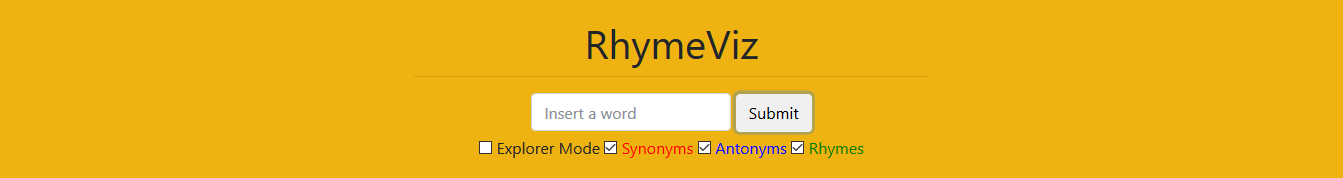 RhymeViz
Insert a word Submit
Explorer Mode Synonyms Antonyms Rhymes